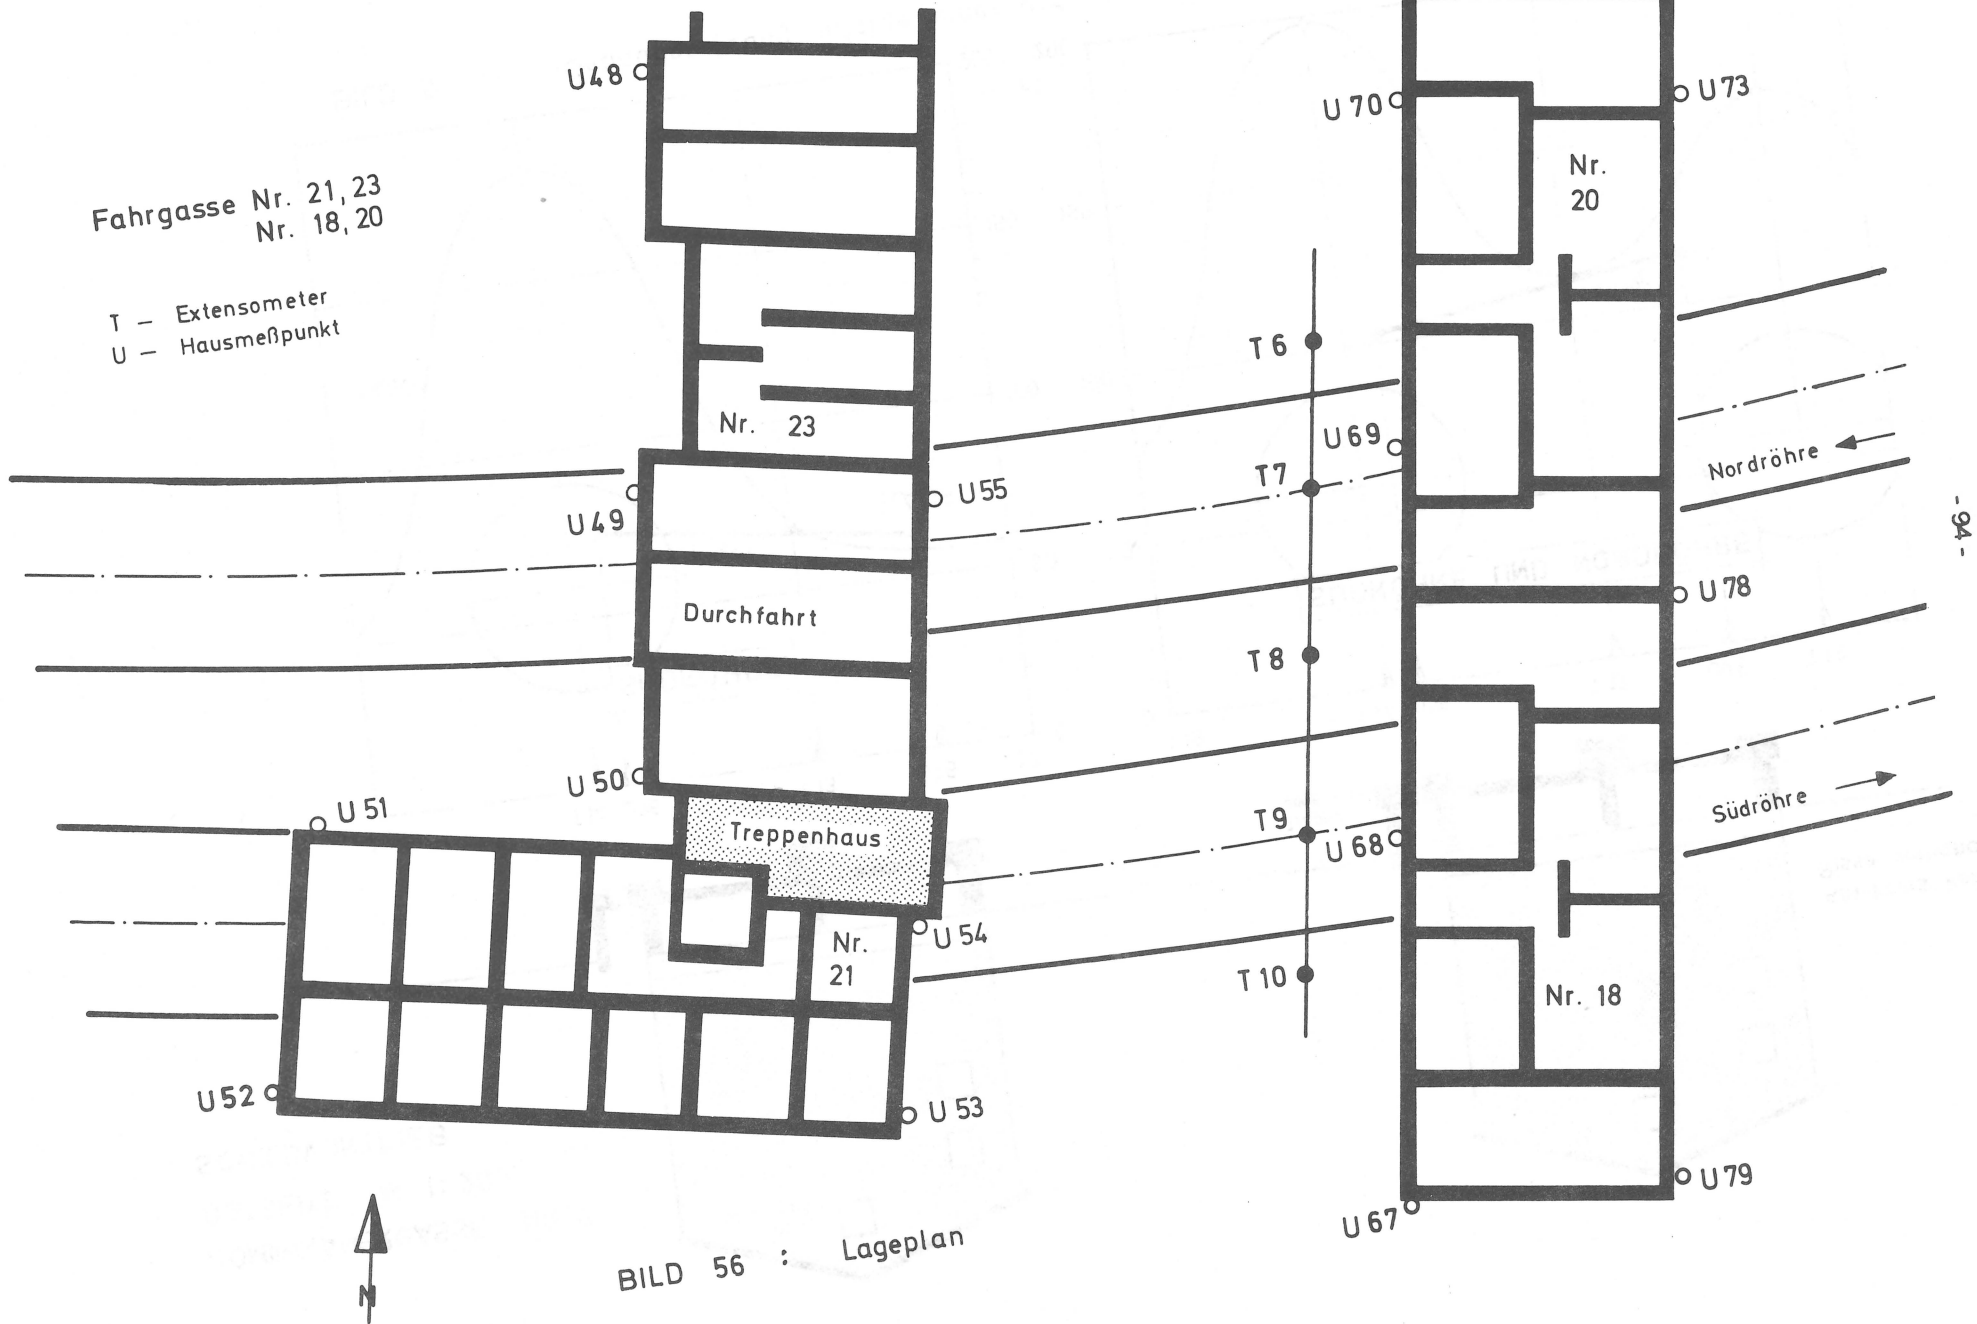 Fahrgasse Nr. 21, 23
Nr. 18, 20
T – Extensometer
U – Hausmeßpunkt
U48
U70
U73
Nr.
20
T6
Nr. 23
U69
T7
Nordröhre
U49
U55
-94-
Durchfahrt
U78
T8
U50
U51
Treppenhaus
T9
U68
Südröhre
U54
Nr.
21
T10
Nr. 18
U52
U53
U79
U67
N
BILD 56 : Lageplan